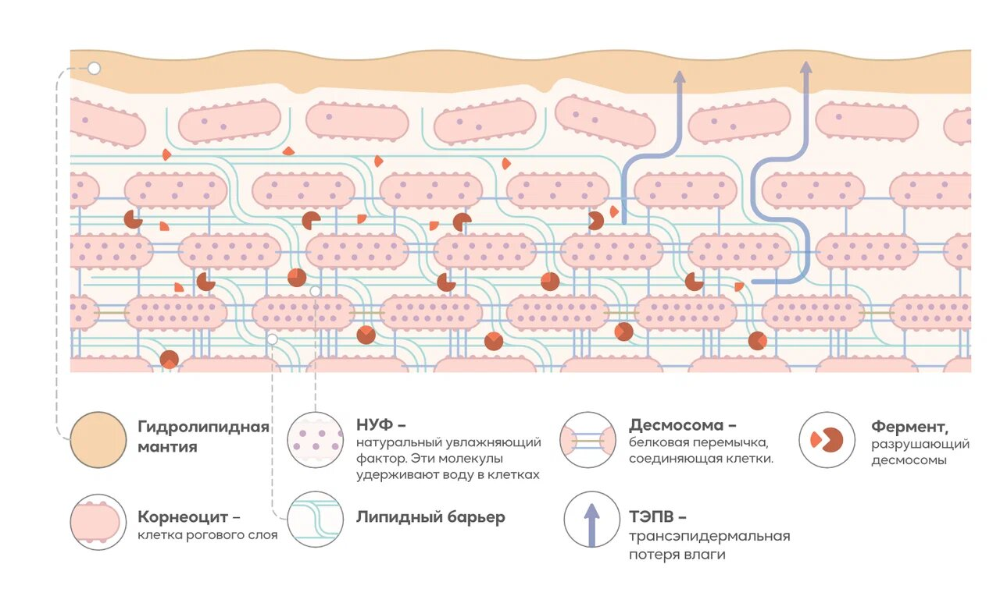 Гидролипидная
мантия
НУФ –
натуральный увлажняющий
фактор. Эти молекулы
удерживают воду в клетках
Десмосома –
белковая перемычка,
соединяющая клетки.
Фермент,
разрушающий
десмосомы
Корнеоцит –
клетка рогового слоя
Липидный барьер
ТЭПВ –
трансэпидермальная
потеря влаги